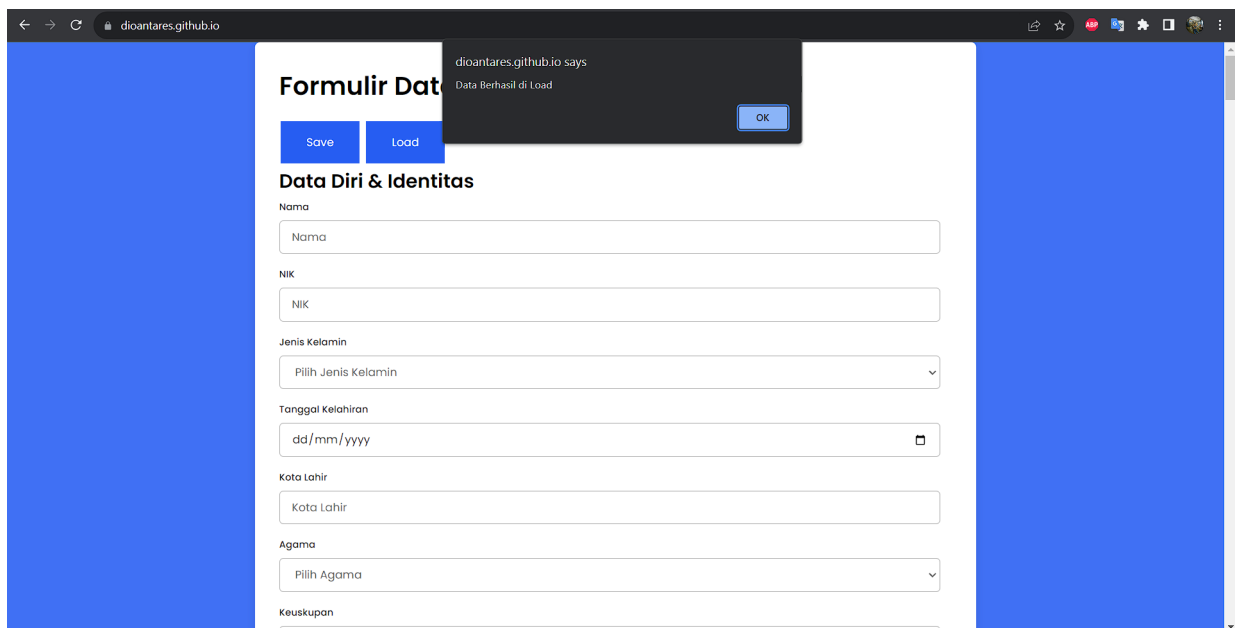 dioantares.github.io
ABP
dioantares.github.io says
Data Berhasil di Load
OK
Formulir Dat
Save
Load
Data Diri & Identitas
Nama
Nama
NIK
NIK
Jenis Kelamin
Pilih Jenis Kelamin
Tanggal Kelahiran
dd/mm/yyyy
Kota Lahir
Kota Lahir
Agama
Pilih Agama
Keuskupan